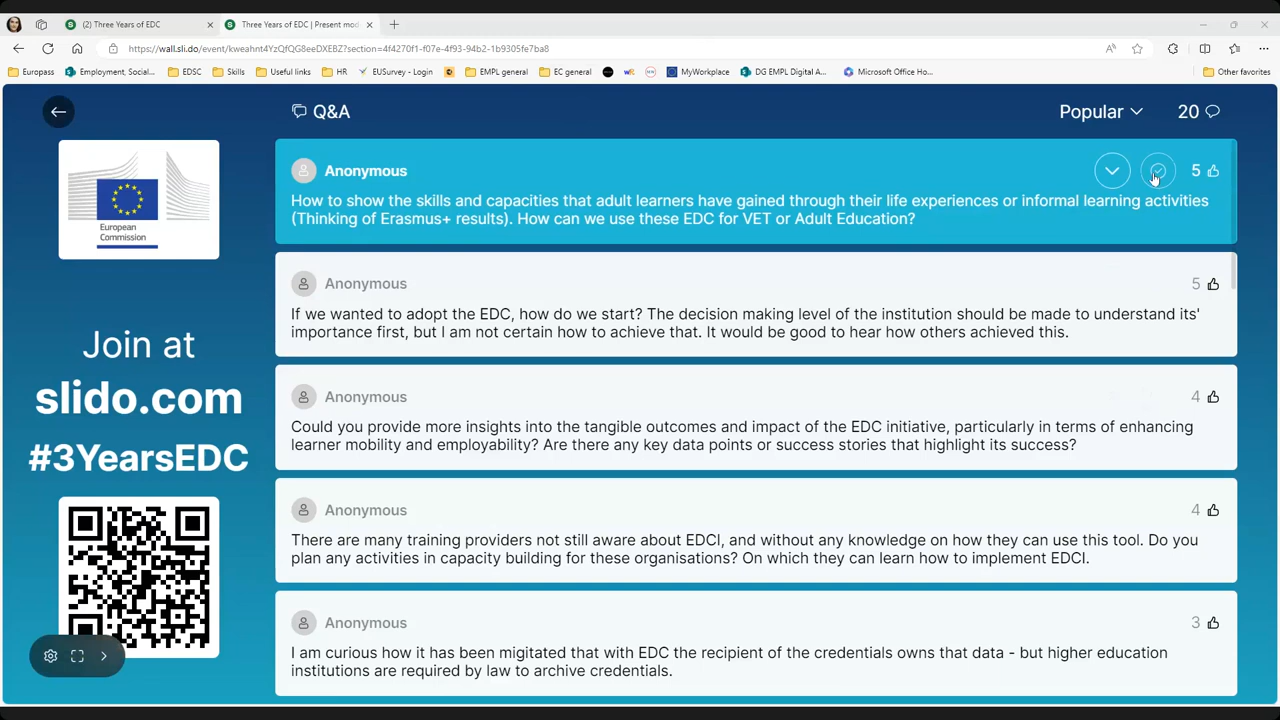 (2) Three Years of EDC
Three Years of EDC | Present mod
https://wall.sli.do/event/kweahnt4YzQfQG8eeDXEBZ?section=4f4270f1-f07e-4f93-94b2-1b9305fe7ba8
Europass
Employment, Social...
EDSC
Skills
Useful links
HR
EUSurvey - Login
EMPL general
EC general
MyWorkplace
DG EMPL Digital A...
Microsoft Office Ho...
Other favorites
Q&A
Popular
20
European
Commission
Join at
slido.com
#3YearsEDC
Anonymous
5
How to show the skills and capacities that adult learners have gained through their life experiences or informal learning activities
(Thinking of Erasmus+ results). How can we use these EDC for VET or Adult Education?
Anonymous
5
If we wanted to adopt the EDC, how do we start? The decision making level of the institution should be made to understand its'
importance first, but I am not certain how to achieve that. It would be good to hear how others achieved this.
Anonymous
4
Could you provide more insights into the tangible outcomes and impact of the EDC initiative, particularly in terms of enhancing
learner mobility and employability? Are there any key data points or success stories that highlight its success?
Anonymous
4
There are many training providers not still aware about EDCI, and without any knowledge on how they can use this tool. Do you
plan any activities in capacity building for these organisations? On which they can learn how to implement EDCI.
Anonymous
3
I am curious how it has been migitated that with EDC the recipient of the credentials owns that data - but higher education
institutions are required by law to archive credentials.